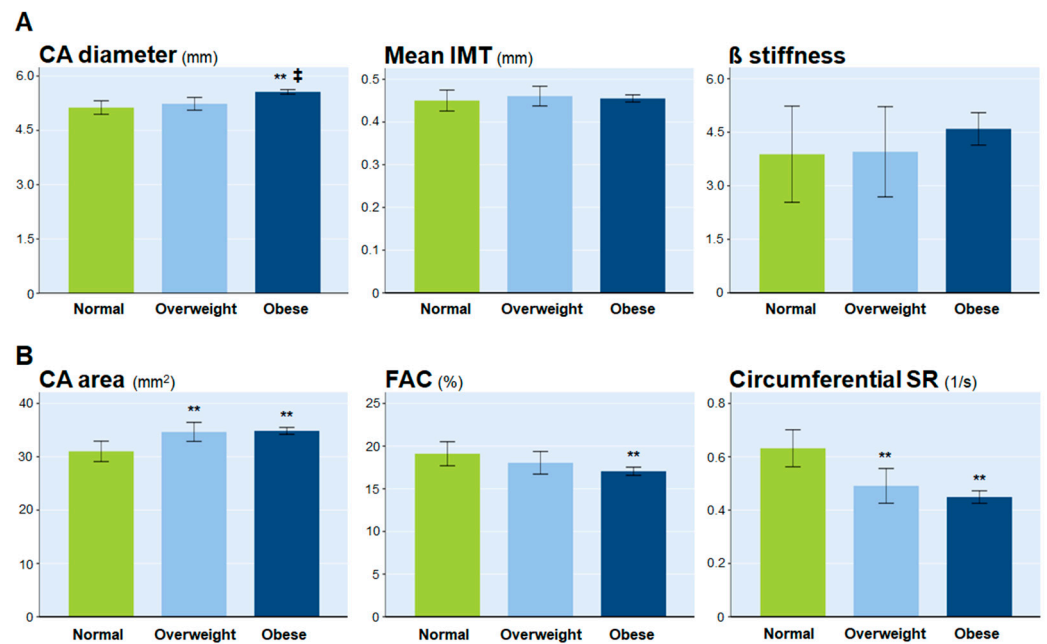 A
CA diameter (mm)
6.0
4.5
3.0
1.5
0
** ‡
Normal Overweight Obese
Mean IMT (mm)
0.5
0.4
0.3
0.2
0.1
0
Normal Overweight Obese
ß stiffness
6.0
4.5
3.0
1.5
0
Normal Overweight Obese
B
CA area (mm²)
40
30
20
10
0
**
**
Normal Overweight Obese
FAC (%)
25
20
15
10
5
0
**
Normal Overweight Obese
Circumferential SR (1/s)
0.8
0.6
0.4
0.2
0
**
**
Normal Overweight Obese